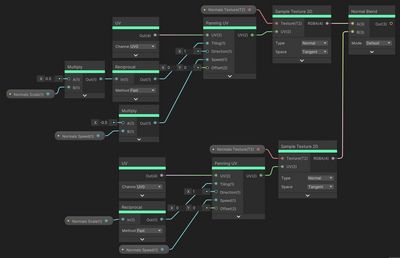 UV
Out(4)
Channe UV0
Multiply
X -0.5
A(1) Out(1)
B(1)
Normals Scale(1)
Reciprocal
In(1) Out(1)
Method Fast
Multiply
X -0.5
A(1) Out(1)
B(1)
Normals Speed(1)
Normals Texture(T2)
Panning UV
UV(2) UV(2)
Tiling(1)
X 1
Direction(1)
Speed(1)
X 0 Y 0
Offset(2)
Sample Texture 2D
Texture(T2) RGBA(4)
UV(2)
Type Normal
Space Tangent
Normal Blend
A(3) Out(3)
B(3)
Mode Default
UV
Out(4)
Channe UV0
Reciprocal
Normals Scale(1)
In(1) Out(1)
Method Fast
Normals Speed(1)
Normals Texture(T2)
Panning UV
UV(2) UV(2)
Tiling(1)
X 1
Direction(1)
Speed(1)
X 0 Y 0
Offset(2)
Sample Texture 2D
Texture(T2) RGBA(4)
UV(2)
Type Normal
Space Tangent